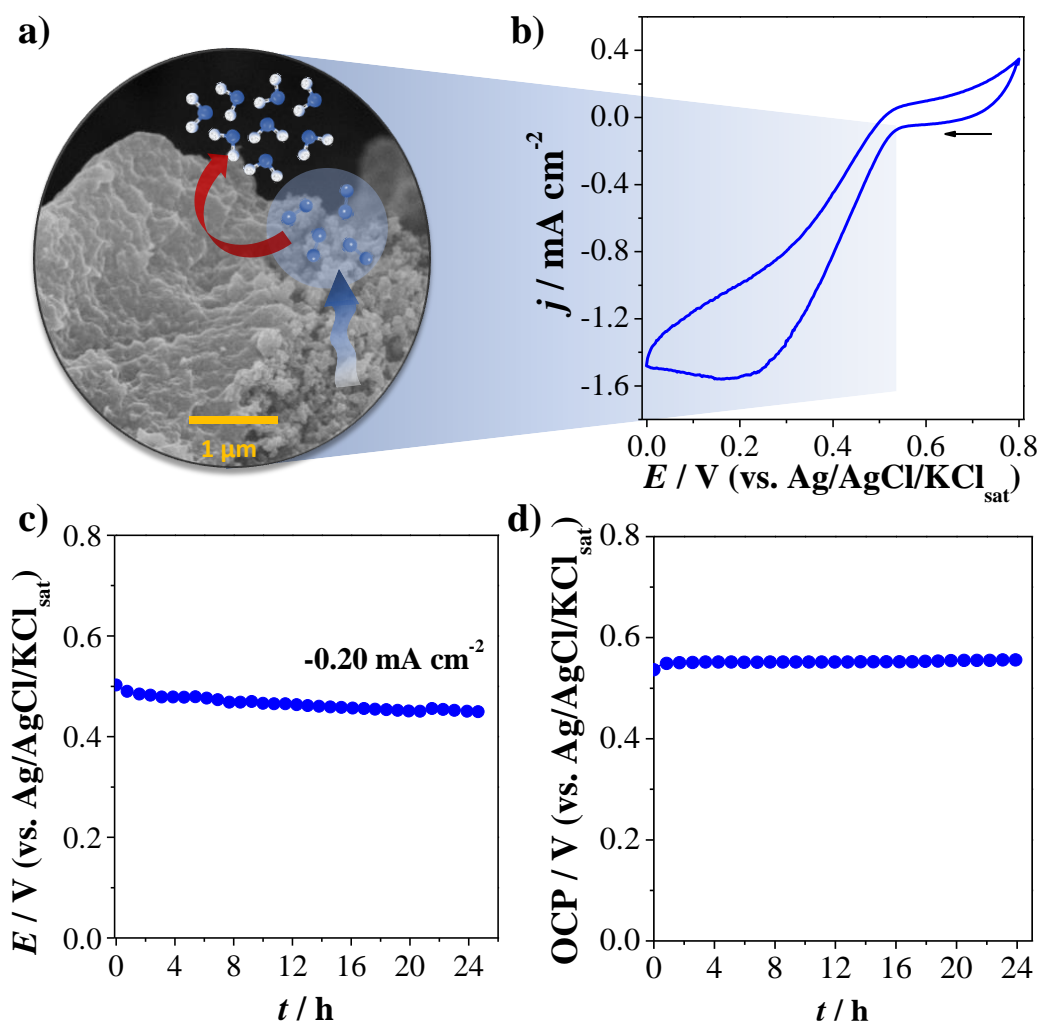 a)
1 μm
b)
0.4
0.0
-0.4
-0.8
-1.2
-1.6
j / mA cm-2
0.0 0.2 0.4 0.6 0.8
E / V (vs. Ag/AgCl/KClsat)
c)
0.8
0.6
0.4
0.2
0.0
E / V (vs. Ag/AgCl/KClsat)
-0.20 mA cm-2
0 4 8 12 16 20 24
t / h
d)
0.8
0.6
0.4
0.2
0.0
OCP / V (vs. Ag/AgCl/KClsat)
0 4 8 12 16 20 24
t / h